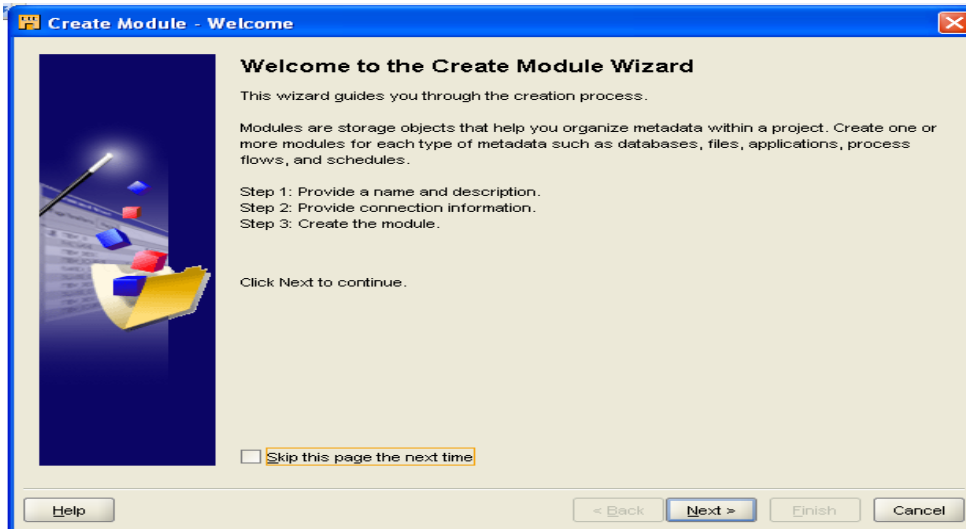 Create Module - Welcome
Welcome to the Create Module Wizard
This wizard guides you through the creation process.
Modules are storage objects that help you organize metadata within a project. Create one or
more modules for each type of metadata such as databases, files, applications, process
flows, and schedules.
Step 1: Provide a name and description.
Step 2: Provide connection information.
Step 3: Create the module.
Click Next to continue.
Skip this page the next time
Help
< Back
Next >
Finish
Cancel